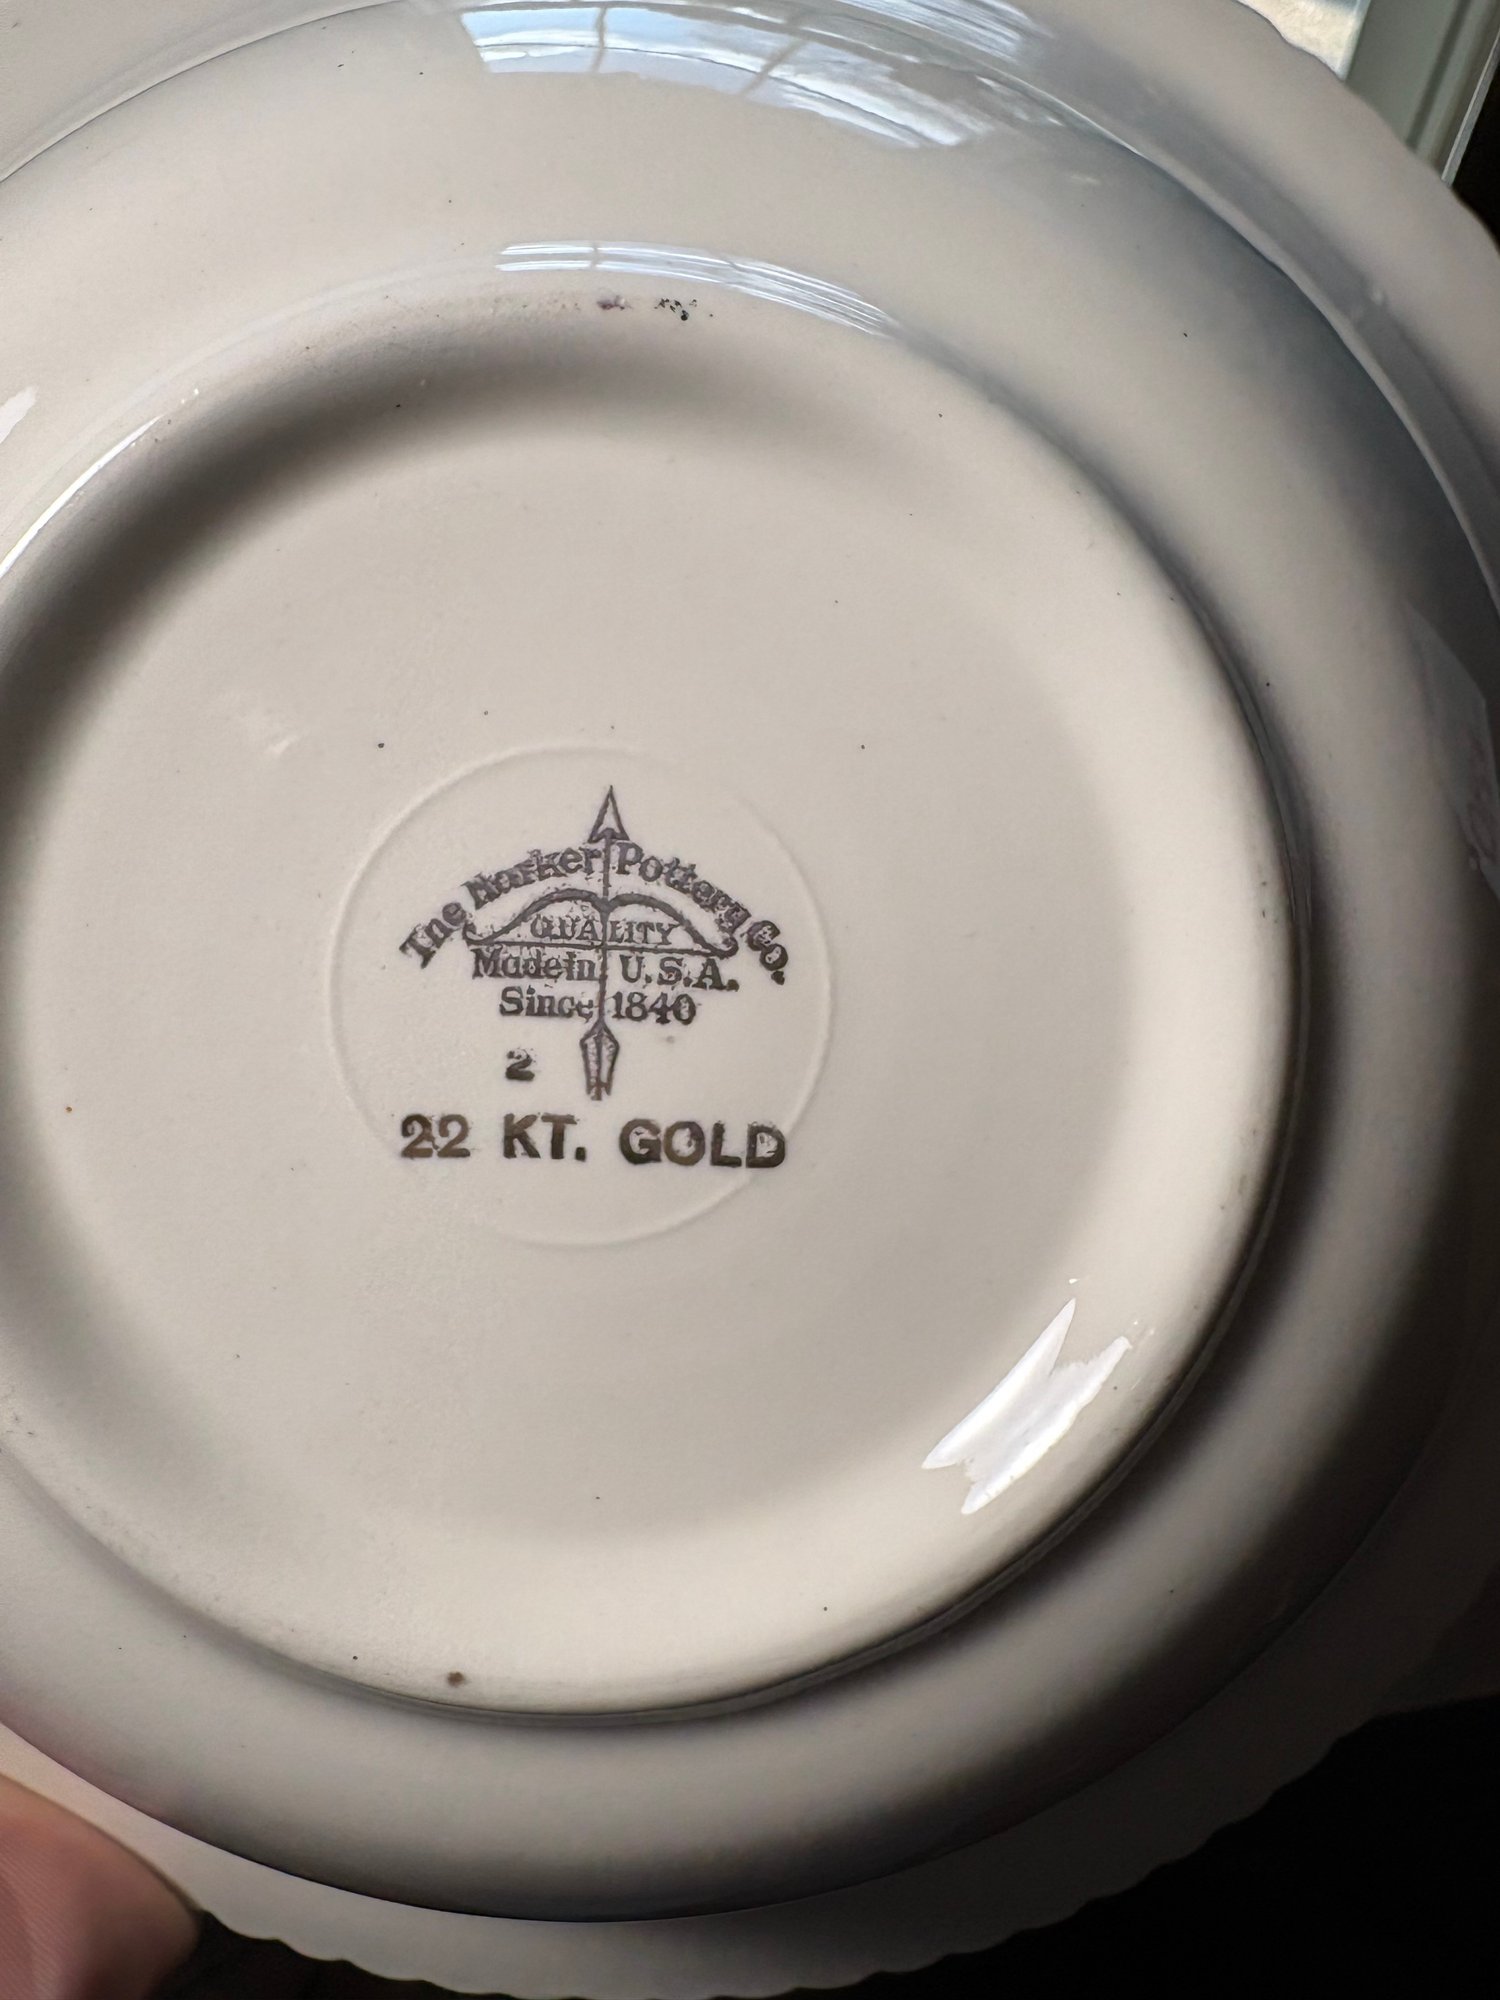 The Harker Pottery Co.
QUALITY
Made in U.S.A.
Since 1840
2
22 KT. GOLD